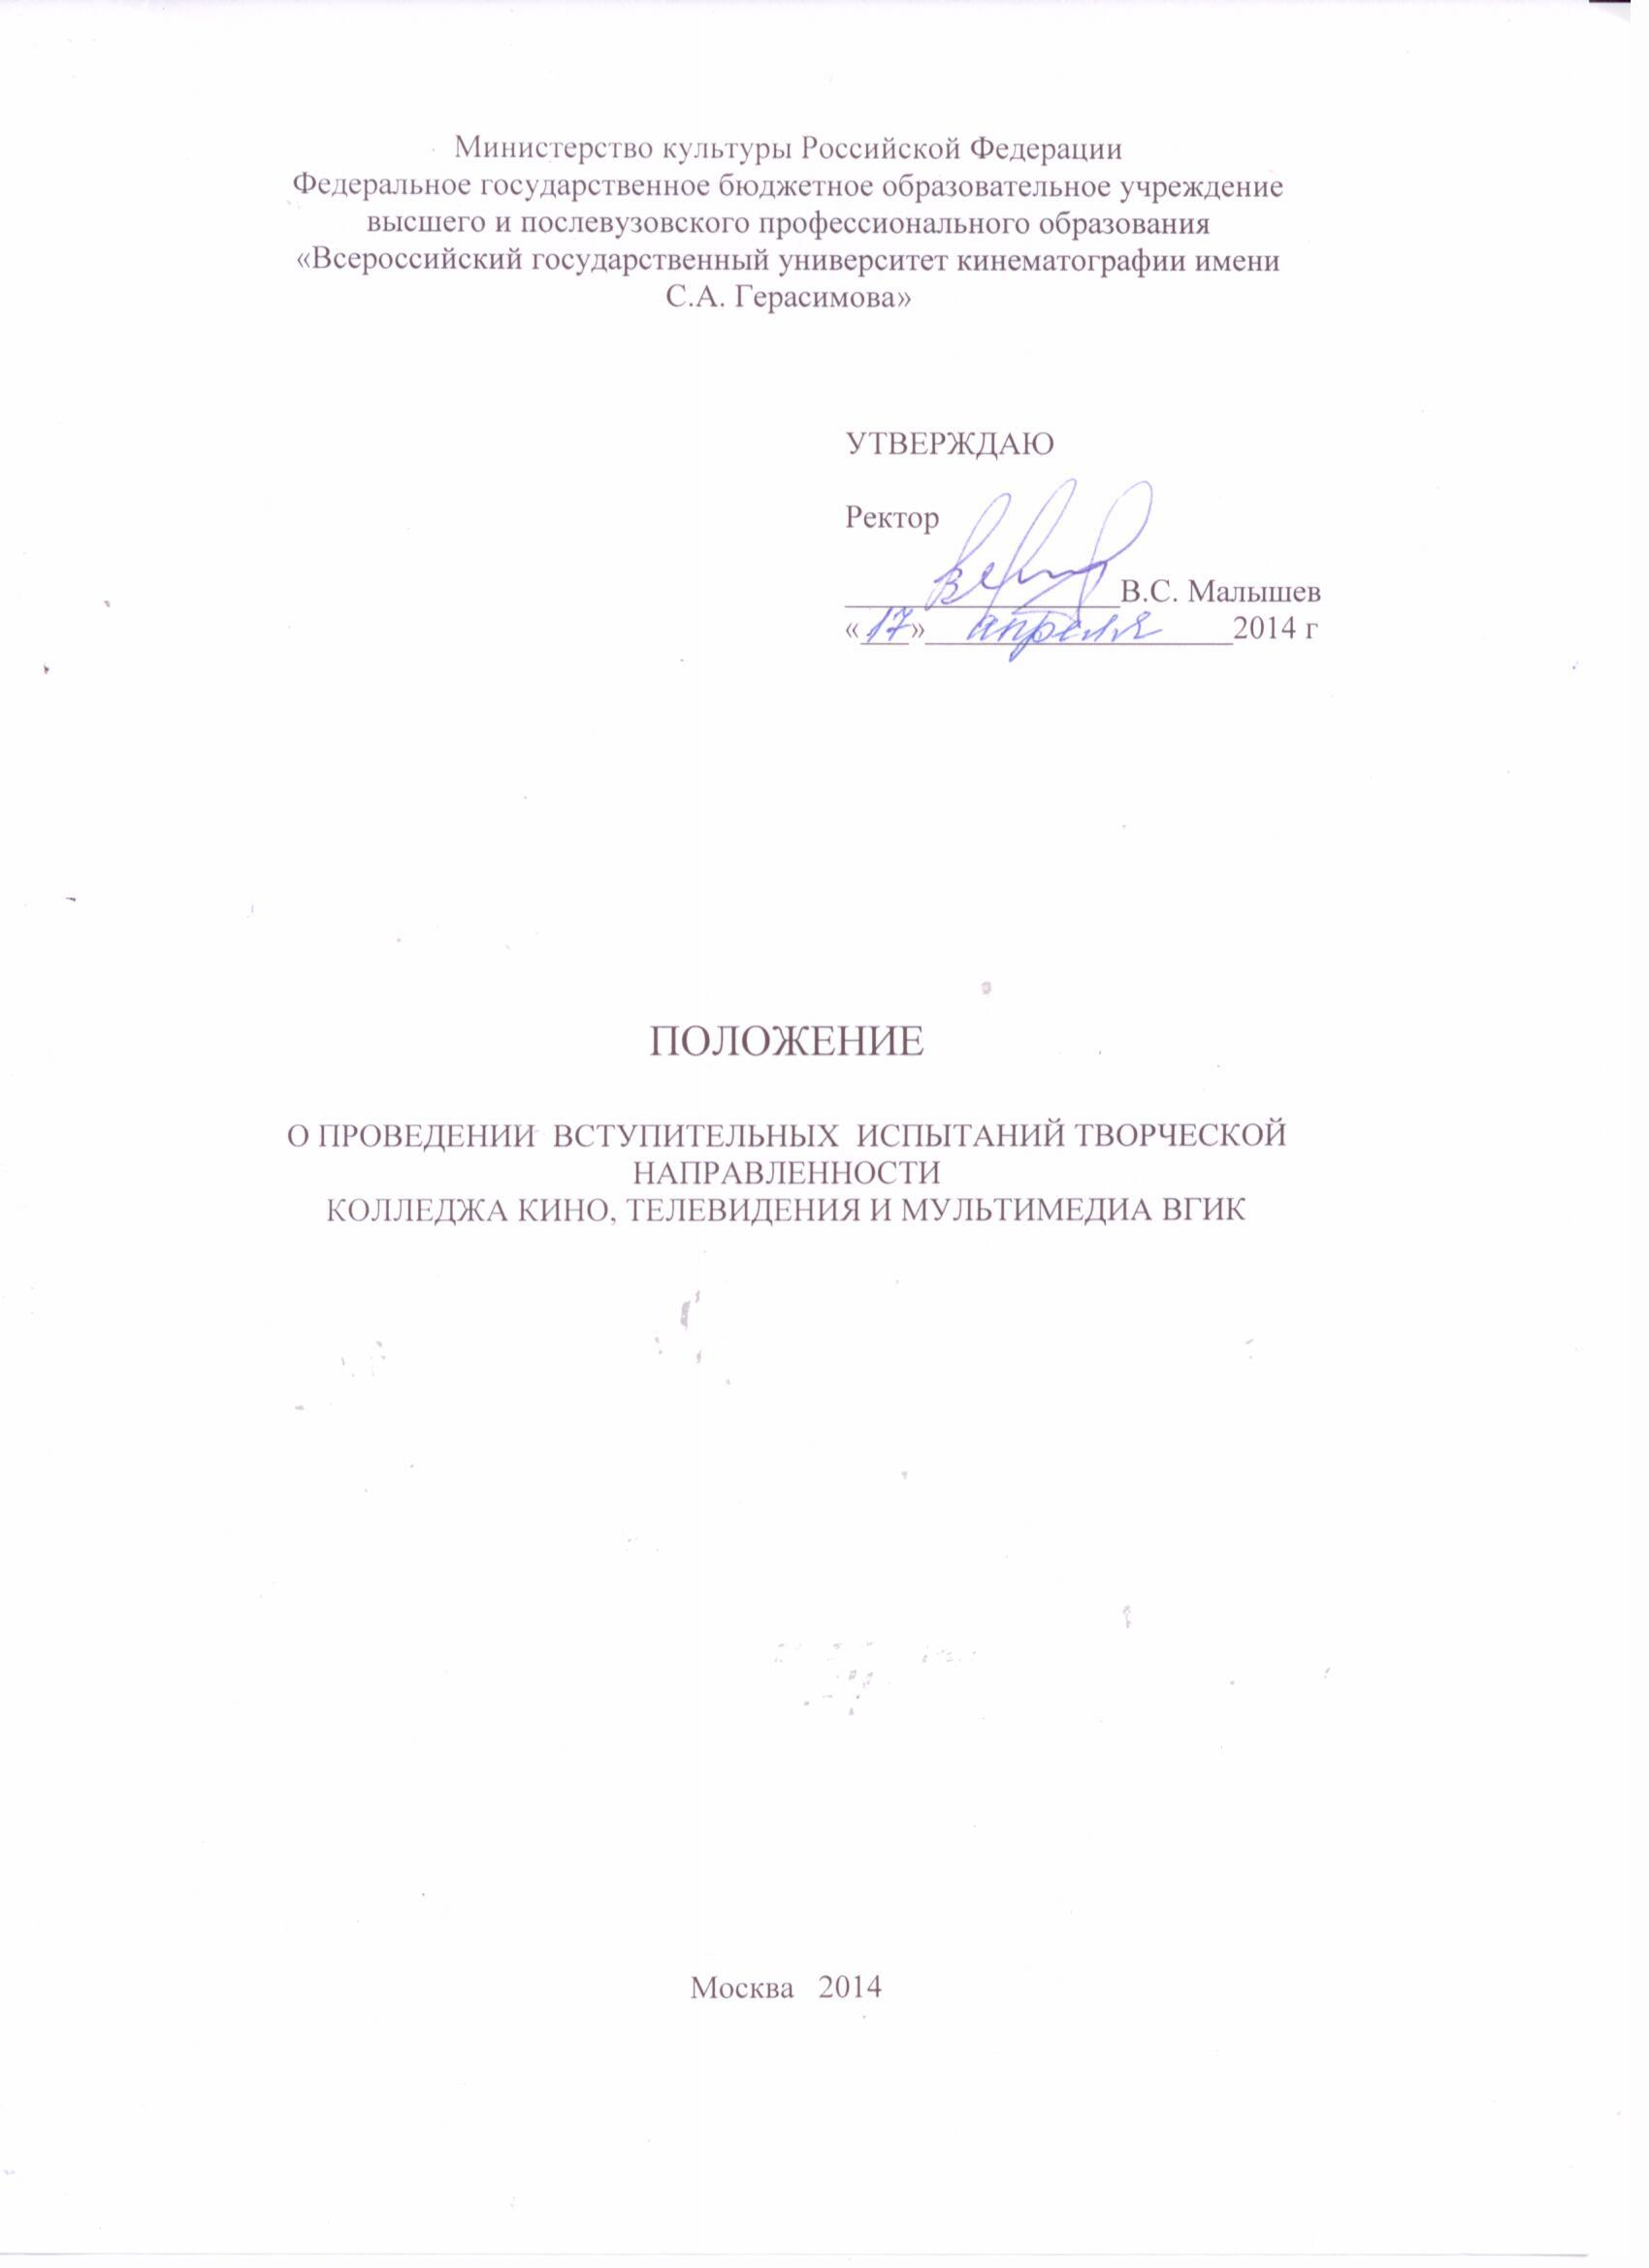 Министерство культуры Российской Федерации
Федеральное государственное бюджетное образовательное учреждение
высшего и послевузовского профессионального образования
«Всероссийский государственный университет кинематографии имени
С.А. Герасимова»
УТВЕРЖДАЮ
Ректор
В.С. Малышев
«17» апреля 2014 г
ПОЛОЖЕНИЕ
О ПРОВЕДЕНИИ ВСТУПИТЕЛЬНЫХ ИСПЫТАНИЙ ТВОРЧЕСКОЙ
НАПРАВЛЕННОСТИ
КОЛЛЕДЖА КИНО, ТЕЛЕВИДЕНИЯ И МУЛЬТИМЕДИА ВГИК
Москва 2014